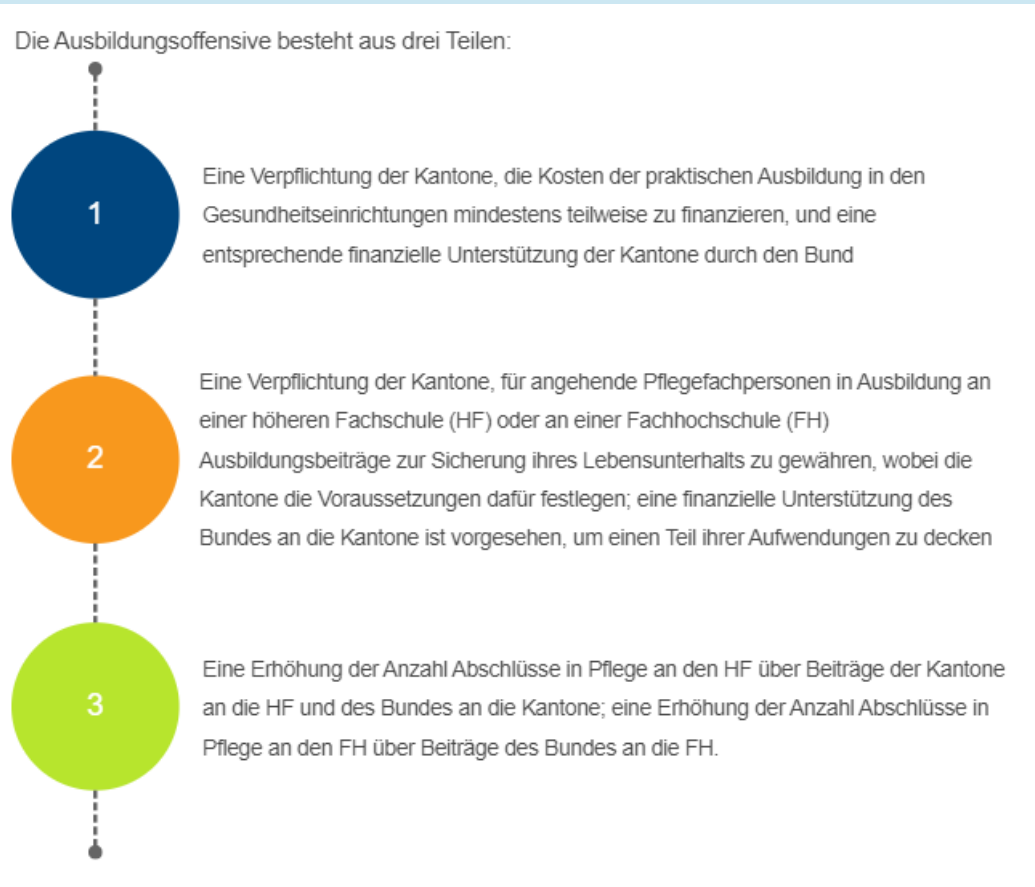 Die Ausbildungsoffensive besteht aus drei Teilen:
1
Eine Verpflichtung der Kantone, die Kosten der praktischen Ausbildung in den
Gesundheitseinrichtungen mindestens teilweise zu finanzieren, und eine
entsprechende finanzielle Unterstützung der Kantone durch den Bund
2
Eine Verpflichtung der Kantone, für angehende Pflegefachpersonen in Ausbildung an
einer höheren Fachschule (HF) oder an einer Fachhochschule (FH)
Ausbildungsbeiträge zur Sicherung ihres Lebensunterhalts zu gewähren, wobei die
Kantone die Voraussetzungen dafür festlegen; eine finanzielle Unterstützung des
Bundes an die Kantone ist vorgesehen, um einen Teil ihrer Aufwendungen zu decken
3
Eine Erhöhung der Anzahl Abschlüsse in Pflege an den HF über Beiträge der Kantone
an die HF und des Bundes an die Kantone; eine Erhöhung der Anzahl Abschlüsse in
Pflege an den FH über Beiträge des Bundes an die FH.